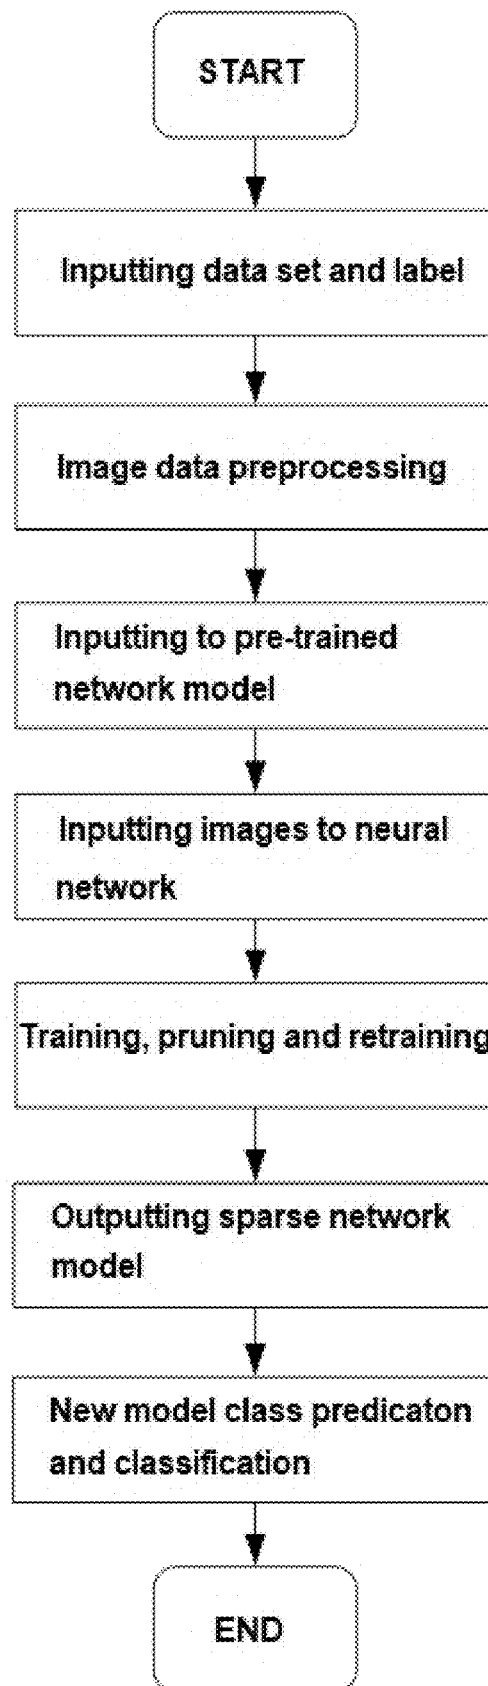 START
Inputting data set and label
Image data preprocessing
Inputting to pre-trained
network model
Inputting images to neural
network
Training, pruning and retraining
Outputting sparse network
model
New model class predicaton
and classification
END